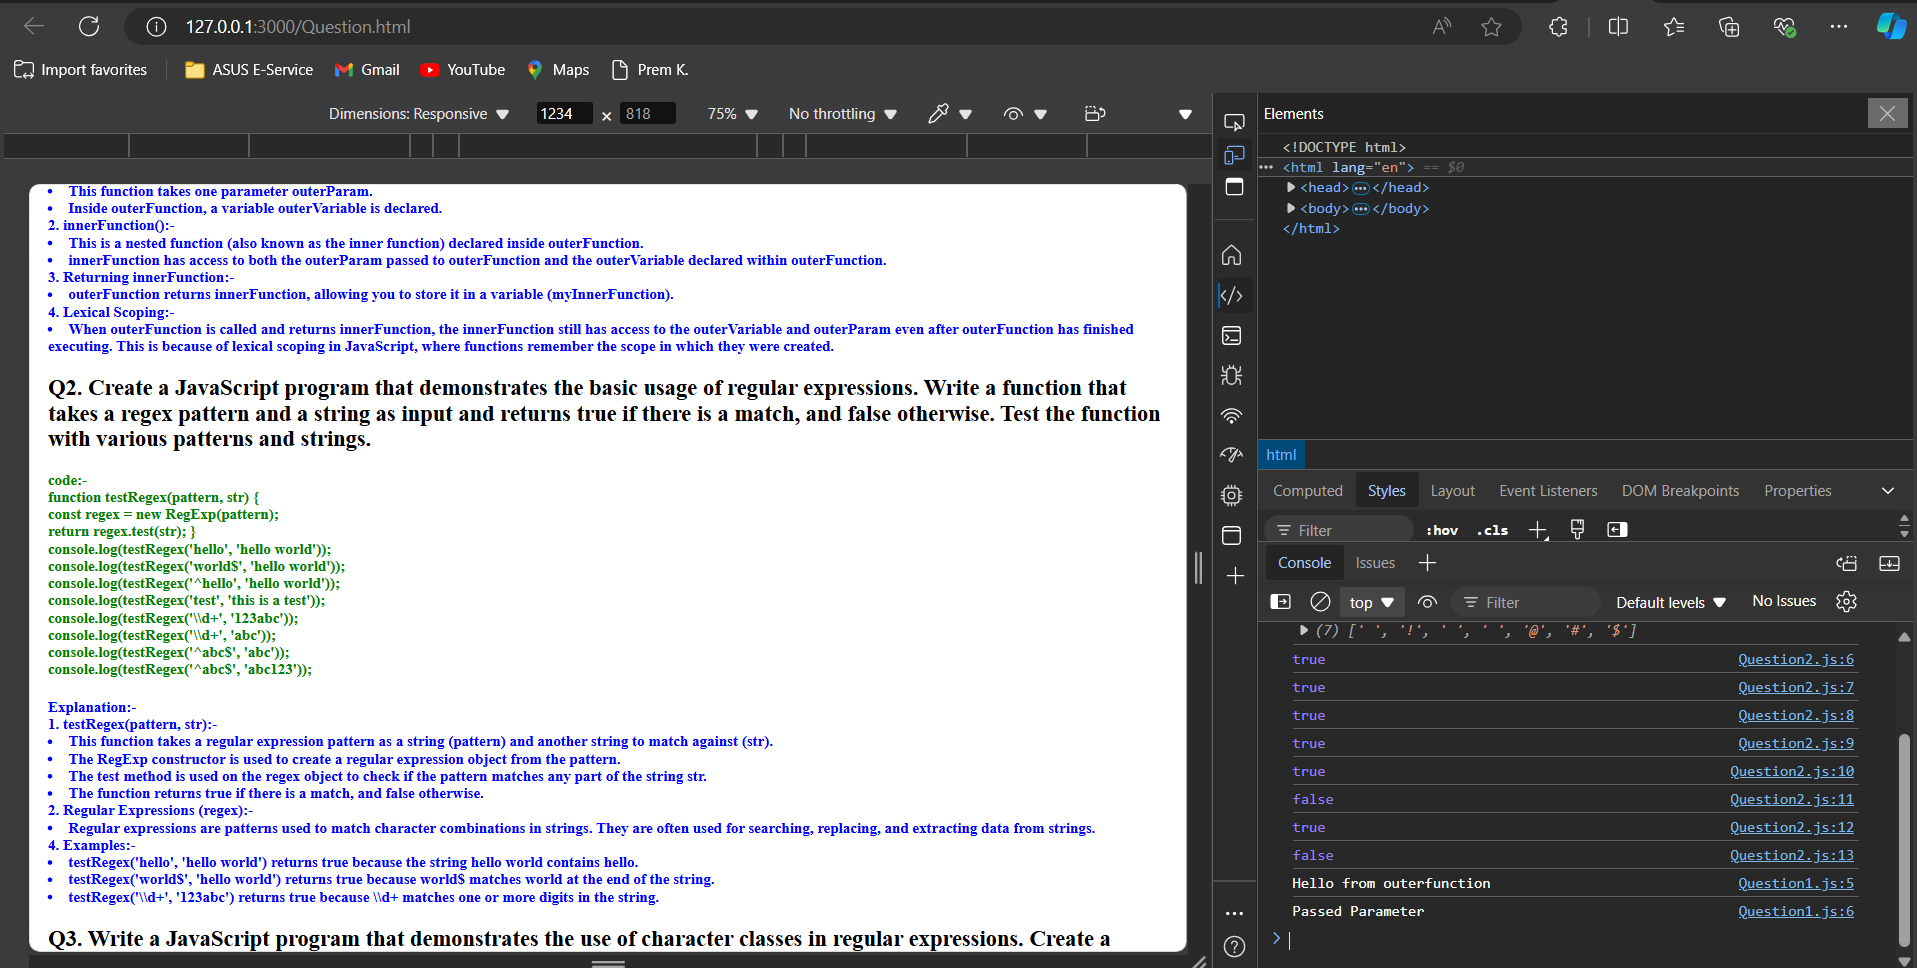 127.0.0.1:3000/Question.html
Import favorites
ASUS E-Service
Gmail
YouTube
Maps
Prem K.
Dimensions: Responsive
1234 × 818
75%
No throttling
• This function takes one parameter outerParam.
• Inside outerFunction, a variable outerVariable is declared.
2. innerFunction():-
• This is a nested function (also known as the inner function) declared inside outerFunction.
• innerFunction has access to both the outerParam passed to outerFunction and the outerVariable declared within outerFunction.
3. Returning innerFunction:-
• outerFunction returns innerFunction, allowing you to store it in a variable (myInnerFunction).
4. Lexical Scoping:-
• When outerFunction is called and returns innerFunction, the innerFunction still has access to the outerVariable and outerParam even after outerFunction has finished
executing. This is because of lexical scoping in JavaScript, where functions remember the scope in which they were created.
Q2. Create a JavaScript program that demonstrates the basic usage of regular expressions. Write a function that
takes a regex pattern and a string as input and returns true if there is a match, and false otherwise. Test the function
with various patterns and strings.
code:-
function testRegex(pattern, str) {
const regex = new RegExp(pattern);
return regex.test(str); }
console.log(testRegex('hello', 'hello world'));
console.log(testRegex('world$', 'hello world'));
console.log(testRegex('^hello', 'hello world'));
console.log(testRegex('test', 'this is a test'));
console.log(testRegex('\\d+', '123abc'));
console.log(testRegex('\\d+', 'abc'));
console.log(testRegex('^abc$', 'abc'));
console.log(testRegex('^abc$', 'abc123'));
Explanation:-
1. testRegex(pattern, str):-
• This function takes a regular expression pattern as a string (pattern) and another string to match against (str).
• The RegExp constructor is used to create a regular expression object from the pattern.
• The test method is used on the regex object to check if the pattern matches any part of the string str.
• The function returns true if there is a match, and false otherwise.
2. Regular Expressions (regex):-
• Regular expressions are patterns used to match character combinations in strings. They are often used for searching, replacing, and extracting data from strings.
4. Examples:-
• testRegex('hello', 'hello world') returns true because the string hello world contains hello.
• testRegex('world$', 'hello world') returns true because world$ matches world at the end of the string.
• testRegex('\\d+', '123abc') returns true because \\d+ matches one or more digits in the string.
Q3. Write a JavaScript program that demonstrates the use of character classes in regular expressions. Create a
Elements
<!DOCTYPE html>
<html lang="en"> == $0
<head>…</head>
<body>…</body>
</html>
html
Computed Styles Layout Event Listeners DOM Breakpoints Properties
Filter :hov .cls
Console Issues
top Filter Default levels No Issues
(7) [' ', '!', ' ', ' ', '@', '#', '$']
true Question2.js:6
true Question2.js:7
true Question2.js:8
true Question2.js:9
true Question2.js:10
false Question2.js:11
true Question2.js:12
false Question2.js:13
Hello from outerfunction Question1.js:5
Passed Parameter Question1.js:6